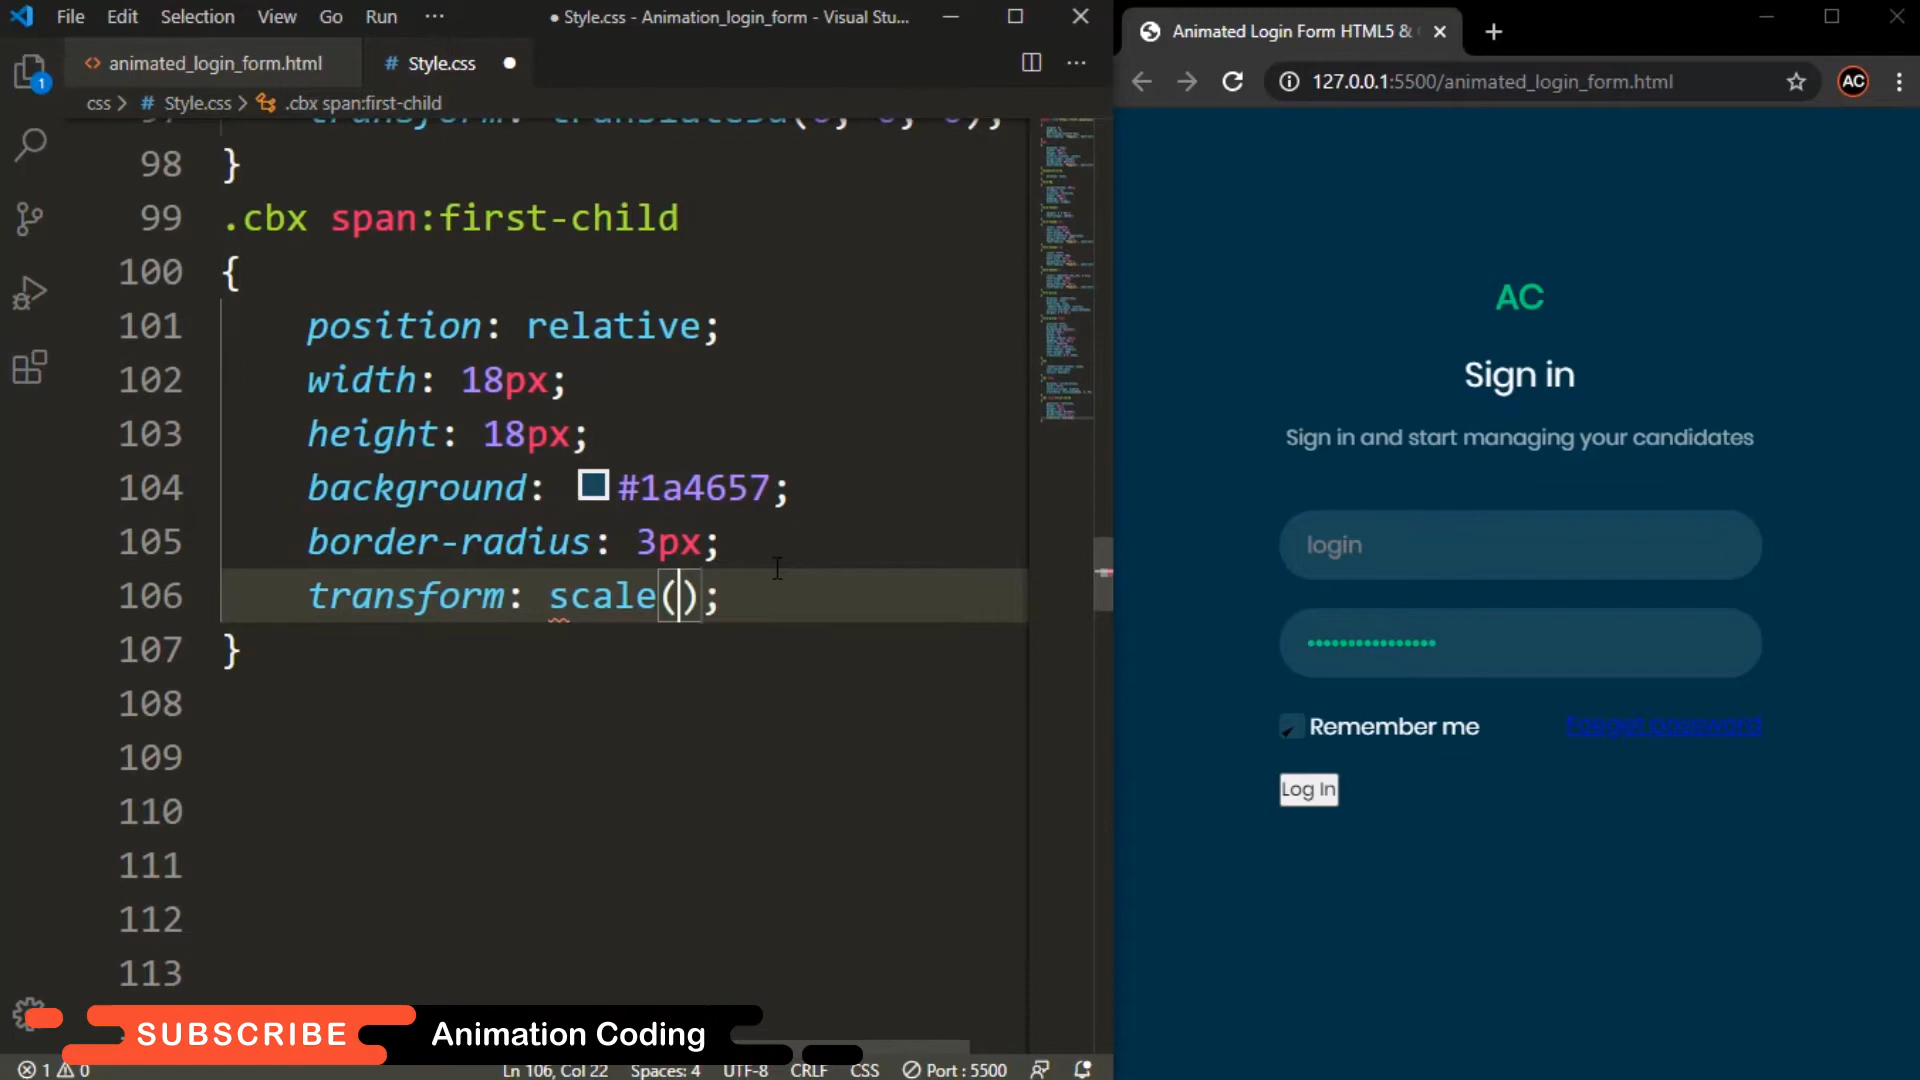 File Edit Selection View Go Run ···
● Style.css - Animation_login_form - Visual Stu...
<> animated_login_form.html
# Style.css ●
1
css > # Style.css > .cbx span:first-child
98 }
99 .cbx span:first-child
100 {
101 position: relative;
102 width: 18px;
103 height: 18px;
104 background: #1a4657;
105 border-radius: 3px;
106 transform: scale();
107 }
108
109
110
111
112
113
SUBSCRIBE Animation Coding
1 0 Ln 106, Col 22 Spaces: 4 UTF-8 CRLF CSS Port : 5500
Animated Login Form HTML5 &
127.0.0.1:5500/animated_login_form.html
AC
AC
Sign in
Sign in and start managing your candidates
login
••••••••••••••••
Remember me
Log In